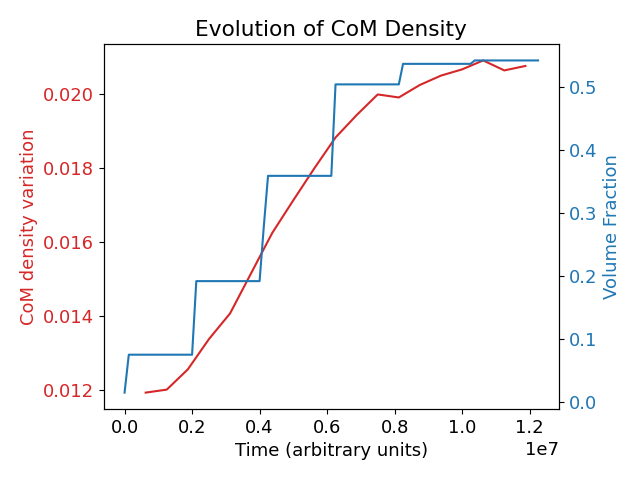 Evolution of CoM Density
CoM density variation
0.020
0.018
0.016
0.014
0.012
0.5
0.4
0.3
0.2
0.1
0.0
Volume Fraction
0.0 0.2 0.4 0.6 0.8 1.0 1.2
1e7
Time (arbitrary units)